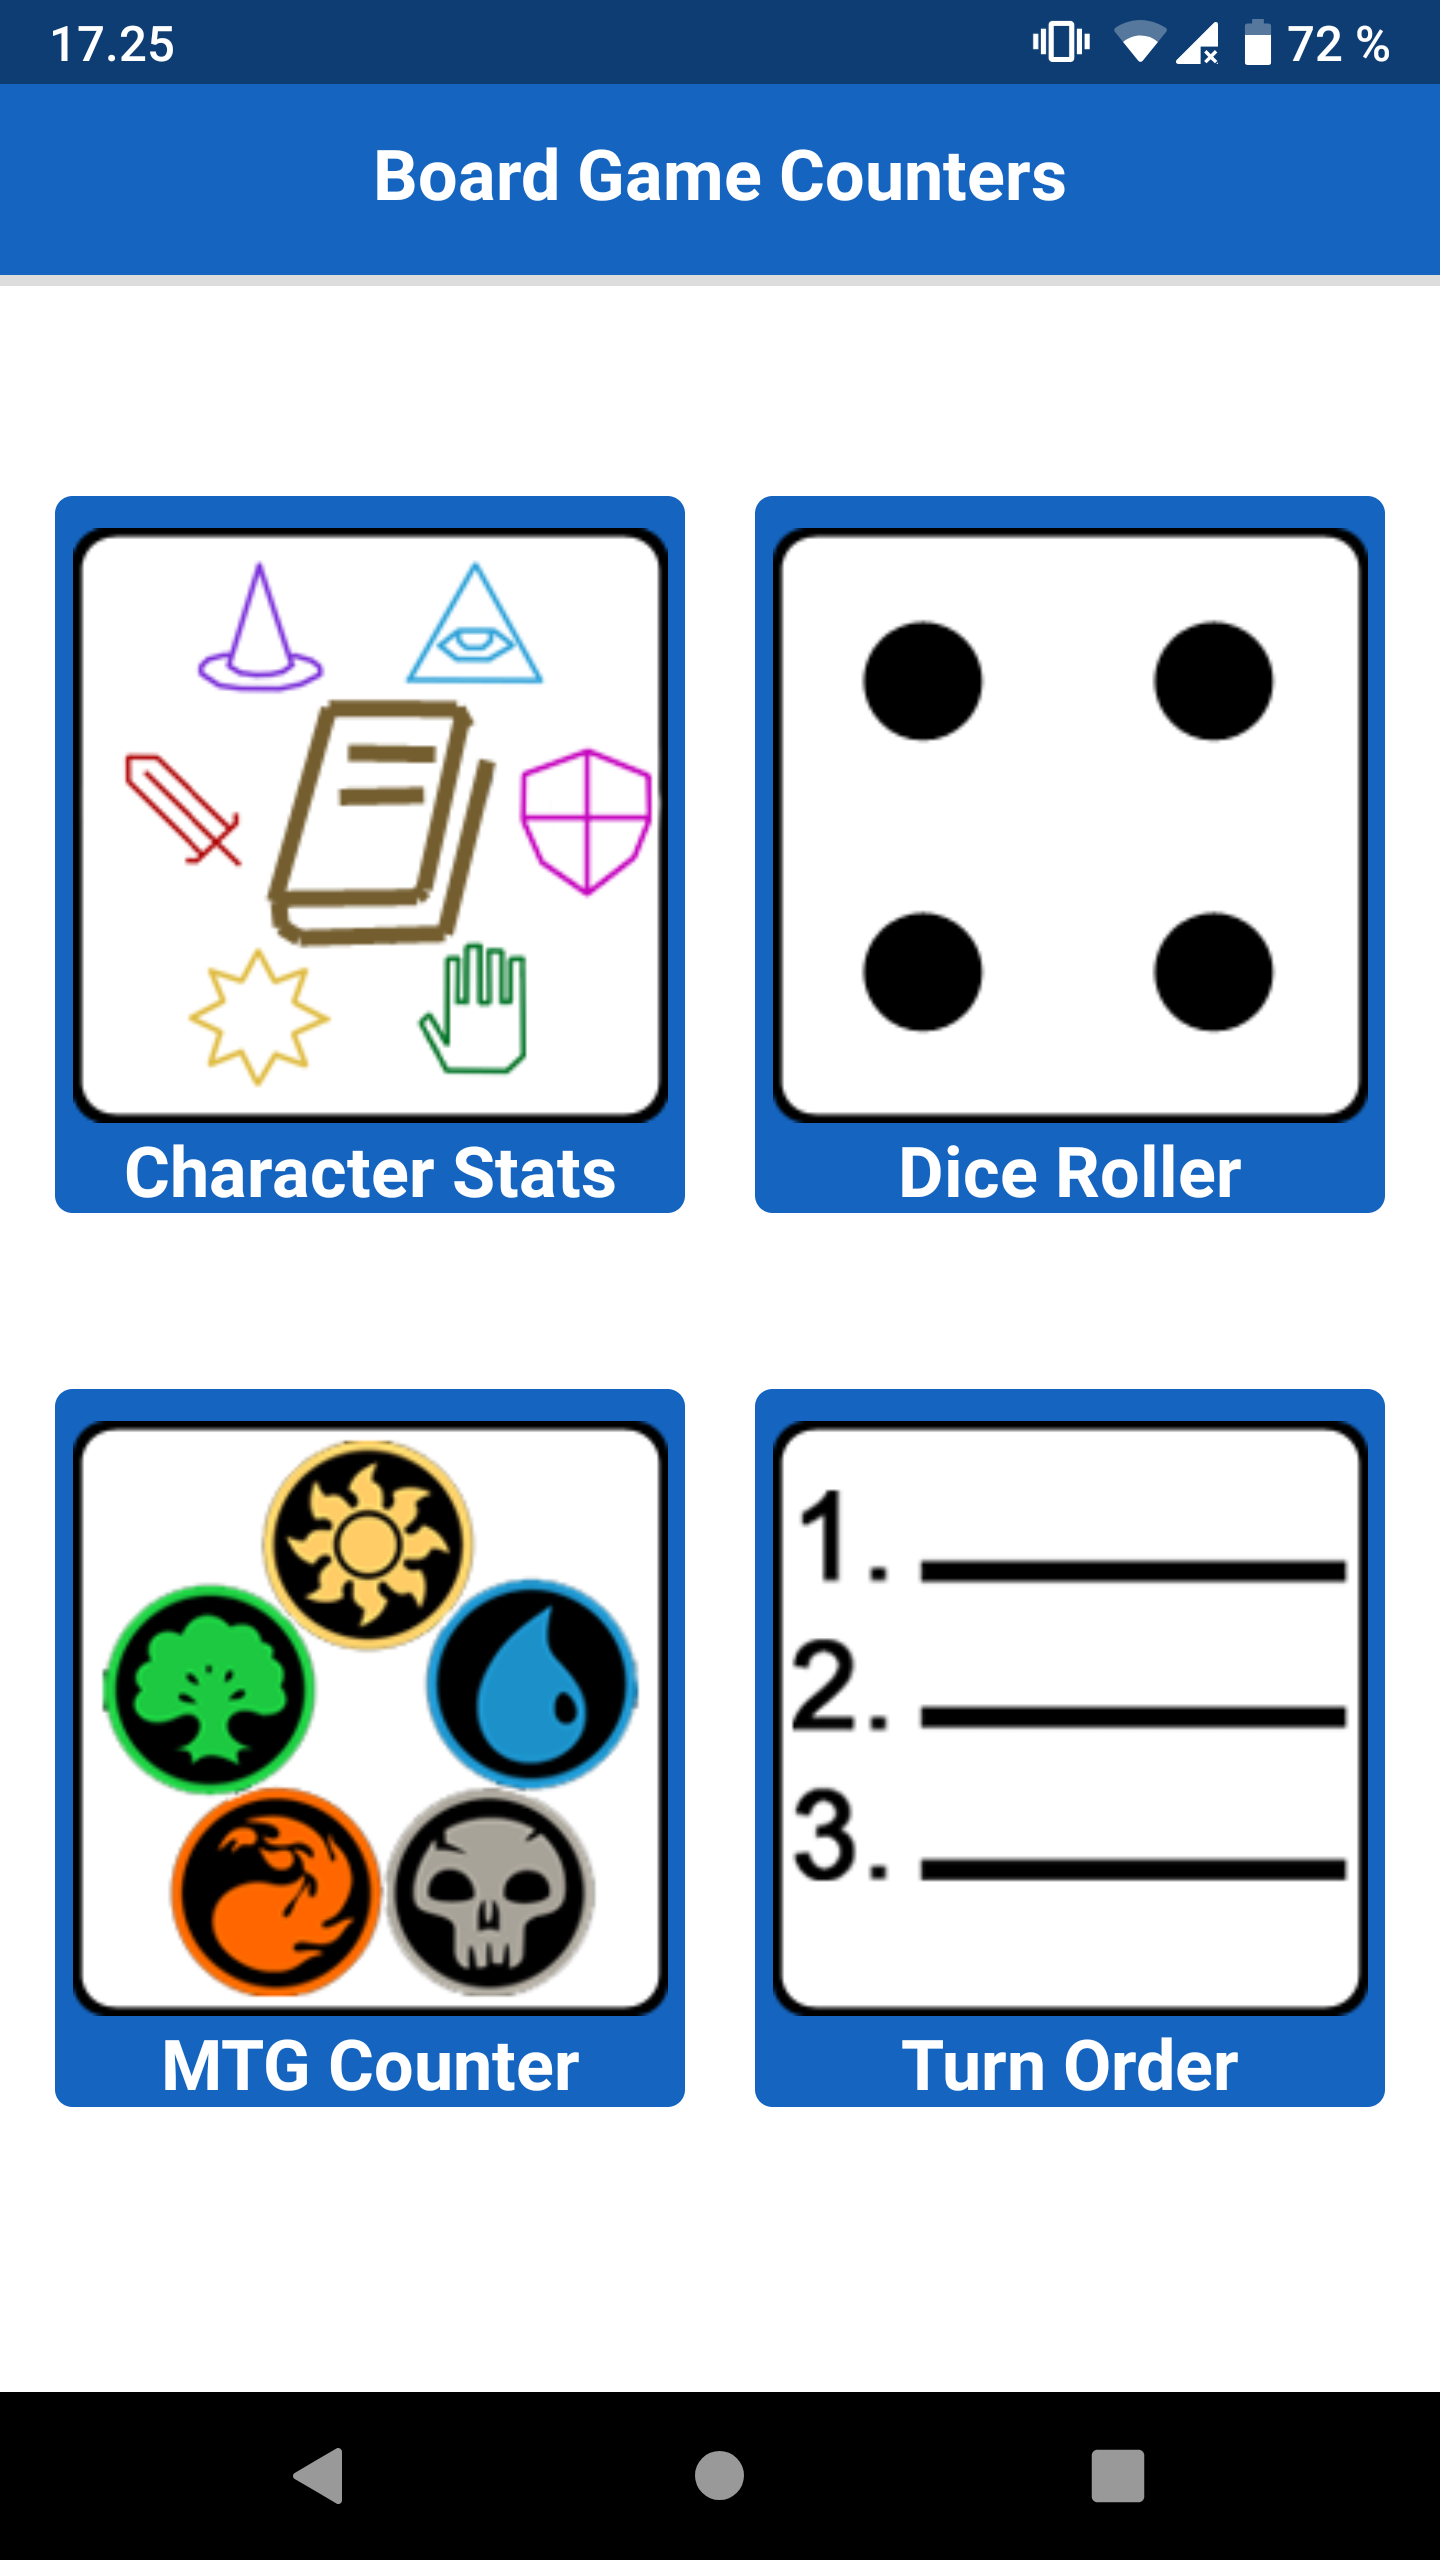 17.25 72 %
Board Game Counters
Character Stats
Dice Roller
1.
2.
3.
MTG Counter
Turn Order